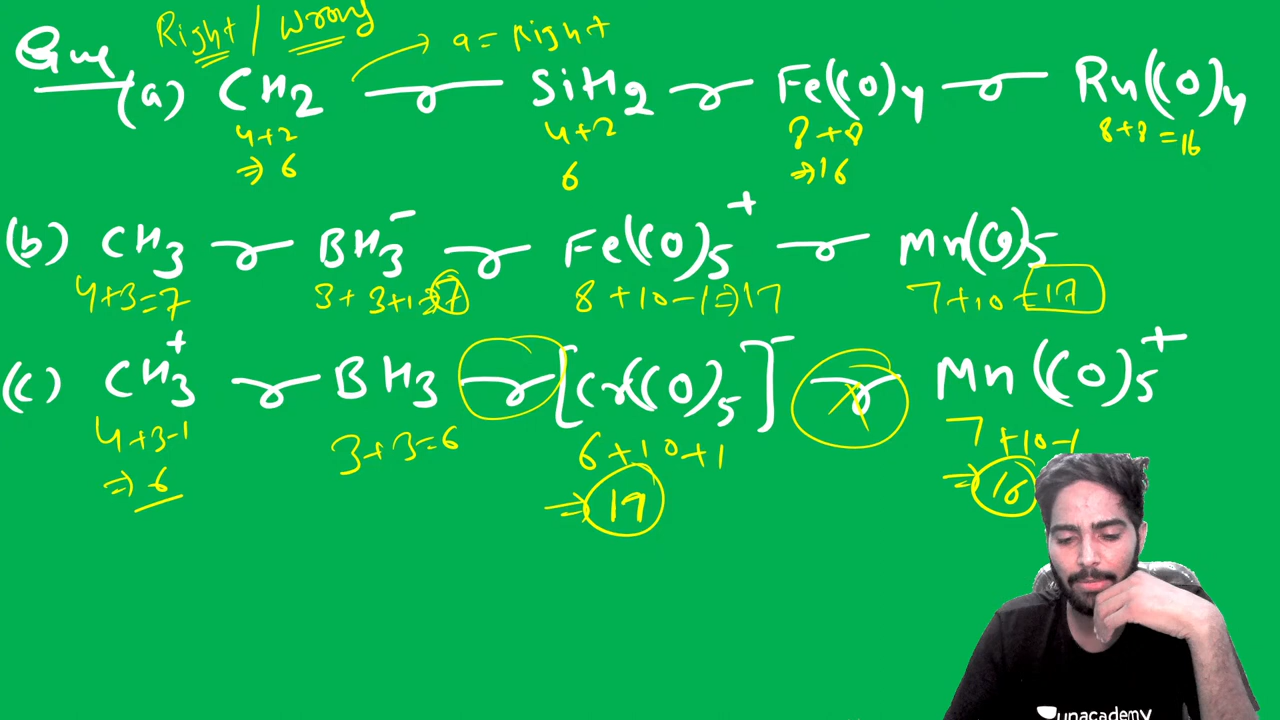 Que Right / Wrong → a = Right
(a) CH2 SiH2 Fe(CO)4 Ru(CO)4
4+2 4+2 8+8 8+8 = 16
⇒ 6 6 ⇒16
(b) CH3 BH3⁻ Fe(CO)5⁺ Mn(CO)5
4+3=7 3+3+1⇒7 8+10-1⇒17 7+10=17
(c) CH3⁺ BH3 [Cr(CO)5]⁻ Mn(CO)5⁺
4+3-1 3+3=6 6+10+1 7+10-1
⇒ 6 ⇒ 17 ⇒ 16
unacademy